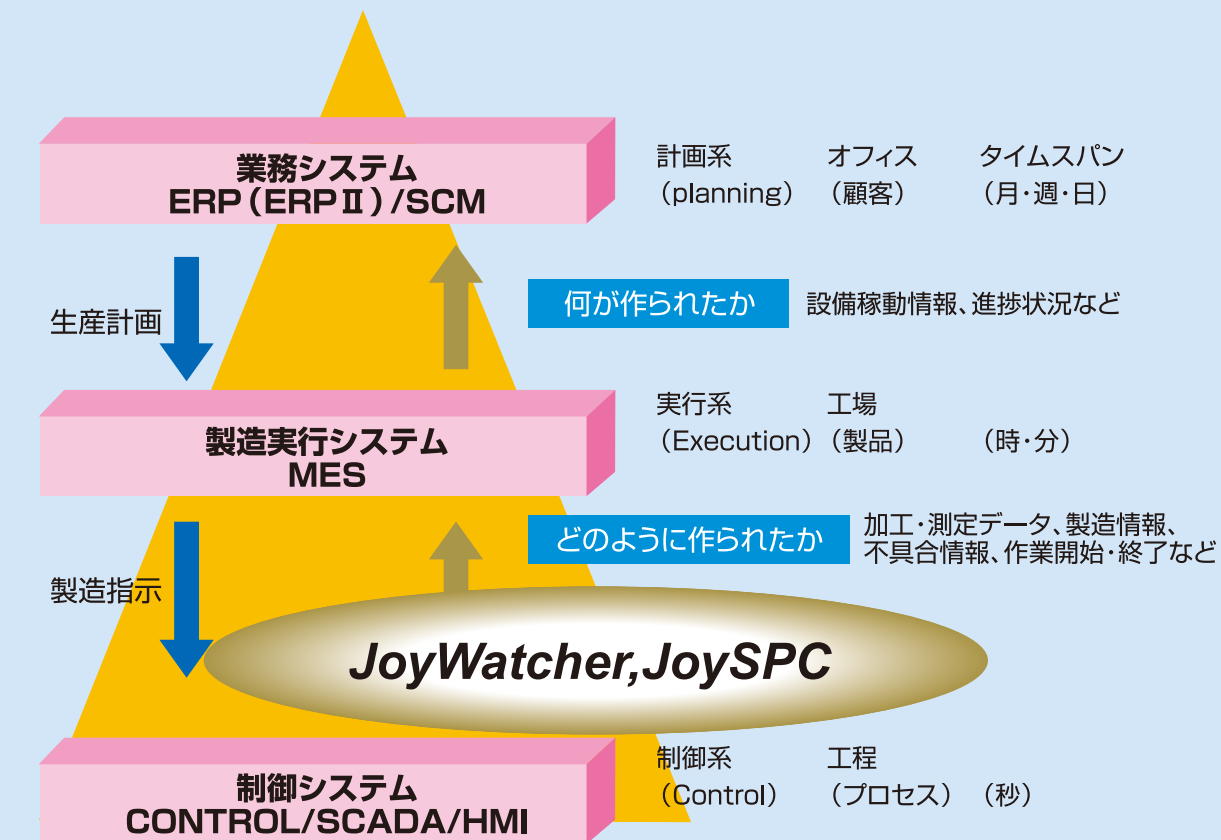 業務システム
ERP(ERPⅡ)/SCM
計画系 オフィス タイムスパン
(planning) (顧客) (月・週・日)
生産計画
何が作られたか 設備稼動情報、進捗状況など
製造実行システム
MES
実行系 工場
(Execution) (製品) (時・分)
製造指示
どのように作られたか
加工・測定データ、製造情報、
不具合情報、作業開始・終了など
JoyWatcher,JoySPC
制御システム
CONTROL/SCADA/HMI
制御系 工程
(Control) (プロセス) (秒)